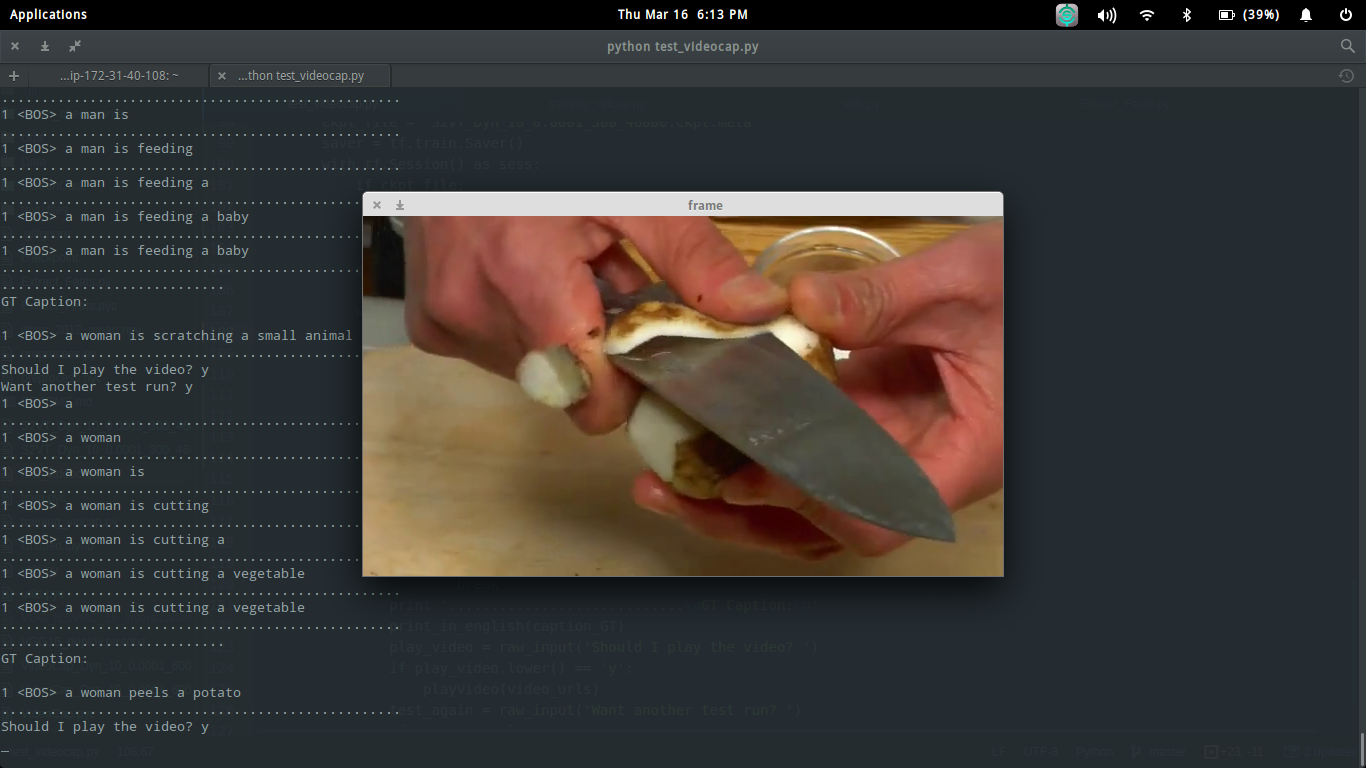 Applications
Thu Mar 16 6:13 PM
(39%)
python test_videocap.py
...ip-172-31-40-108: ~
...thon test_videocap.py
....................................................
1 <BOS> a man is
....................................................
1 <BOS> a man is feeding
....................................................
1 <BOS> a man is feeding a
....................................................
1 <BOS> a man is feeding a baby
....................................................
1 <BOS> a man is feeding a baby
....................................................
............................
GT Caption:
1 <BOS> a woman is scratching a small animal
....................................................
Should I play the video? y
Want another test run? y
1 <BOS> a
....................................................
1 <BOS> a woman
....................................................
1 <BOS> a woman is
....................................................
1 <BOS> a woman is cutting
....................................................
1 <BOS> a woman is cutting a
....................................................
1 <BOS> a woman is cutting a vegetable
....................................................
1 <BOS> a woman is cutting a vegetable
....................................................
............................
GT Caption:
1 <BOS> a woman peels a potato
....................................................
Should I play the video? y
frame
saver = tf.train.Saver()
with tf.Session() as sess:
print_in_english(caption_GT)
play_video = raw_input('Should I play the video? ')
if play_video.lower() == 'y':
playVideo(video_urls)
test_again = raw_input('Want another test run? ')